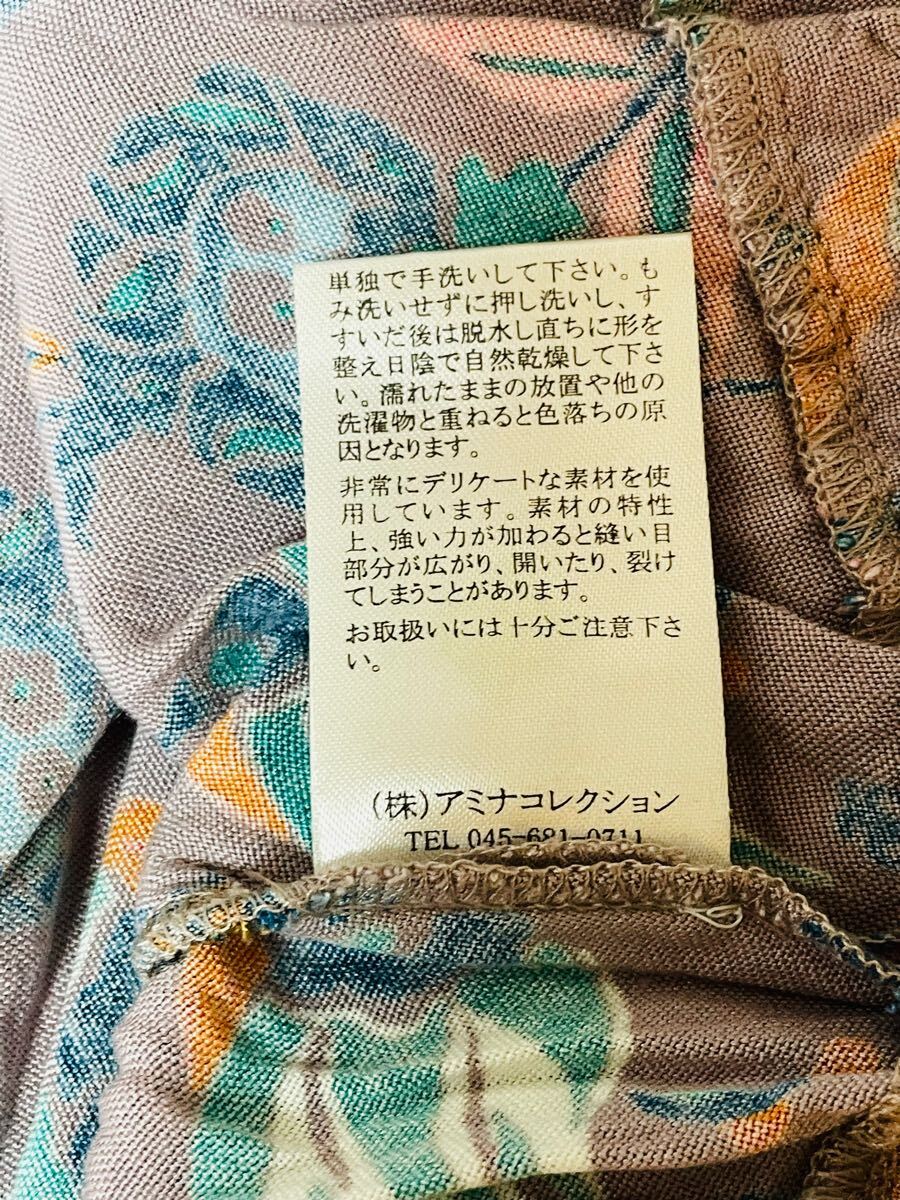 単独で手洗いして下さい。も
み洗いせずに押し洗いし、す
すいだ後は脱水し直ちに形を
整え日陰で自然乾燥して下さ
い。濡れたままの放置や他の
洗濯物と重ねると色落ちの原
因となります。
非常にデリケートな素材を使
用しています。素材の特性
上、強い力が加わると縫い目
部分が広がり、開いたり、裂け
てしまうことがあります。
お取扱いには十分ご注意下さ
い。
(株)アミナコレクション
TEL 045-681-0711